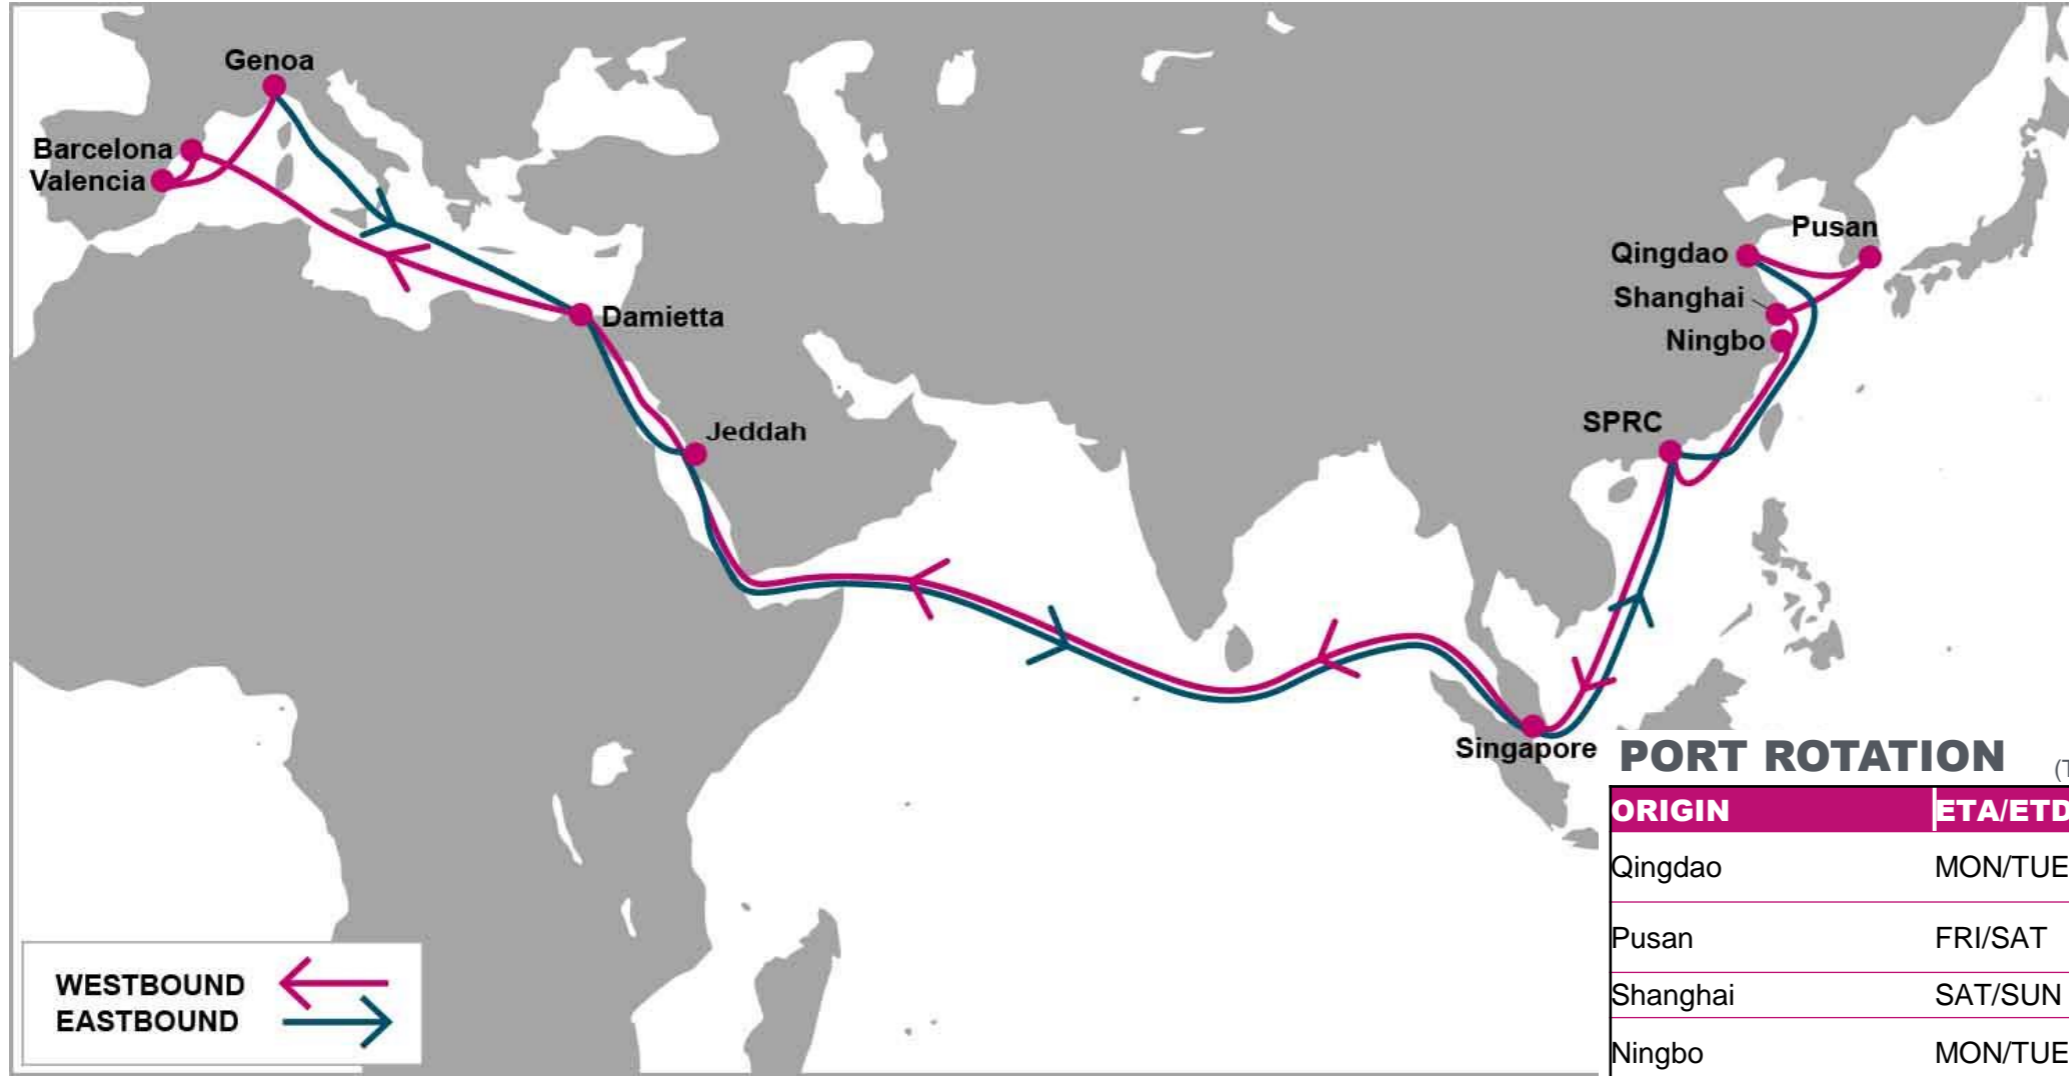 Genoa
Barcelona
Valencia
Damietta
Jeddah
Pusan
Qingdao
Shanghai
Ningbo
SPRC
Singapore
WESTBOUND
EASTBOUND
PORT ROTATION (T
ORIGIN ETA/ETD
Qingdao MON/TUE
Pusan FRI/SAT
Shanghai SAT/SUN
Ningbo MON/TUE